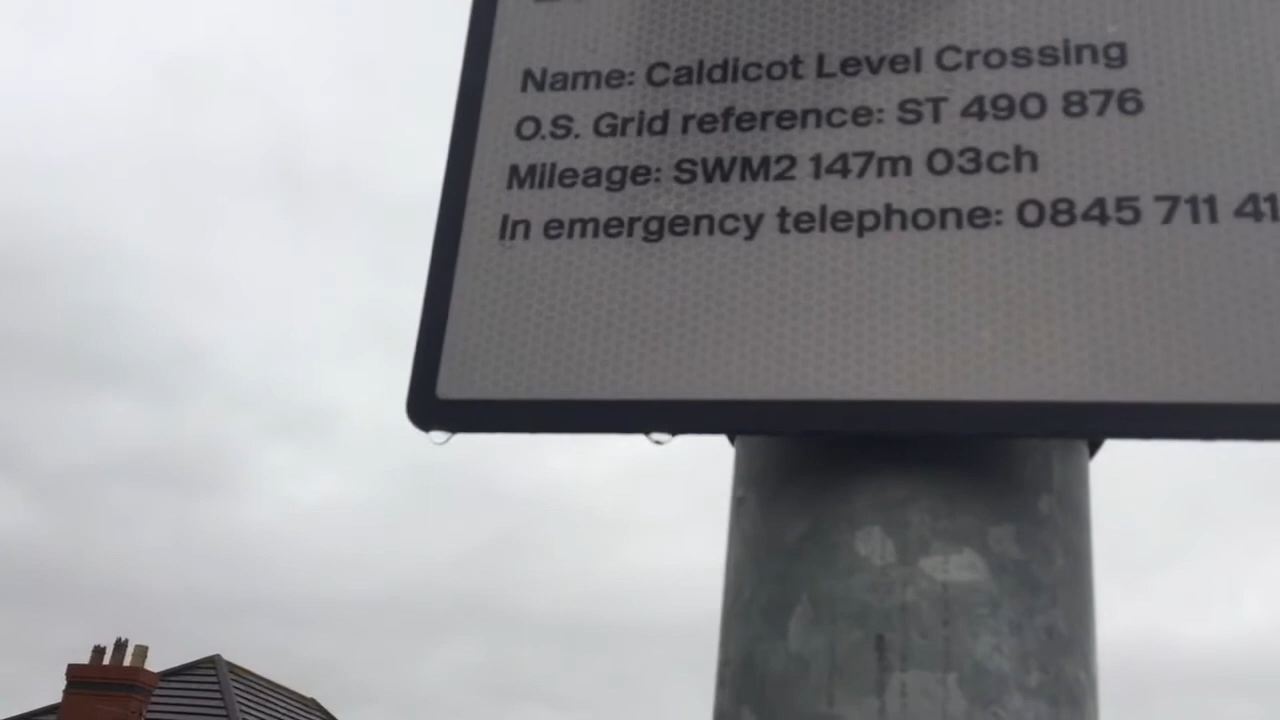 Name: Caldicot Level Crossing
O.S. Grid reference: ST 490 876
Mileage: SWM2 147m 03ch
In emergency telephone: 0845 711 41